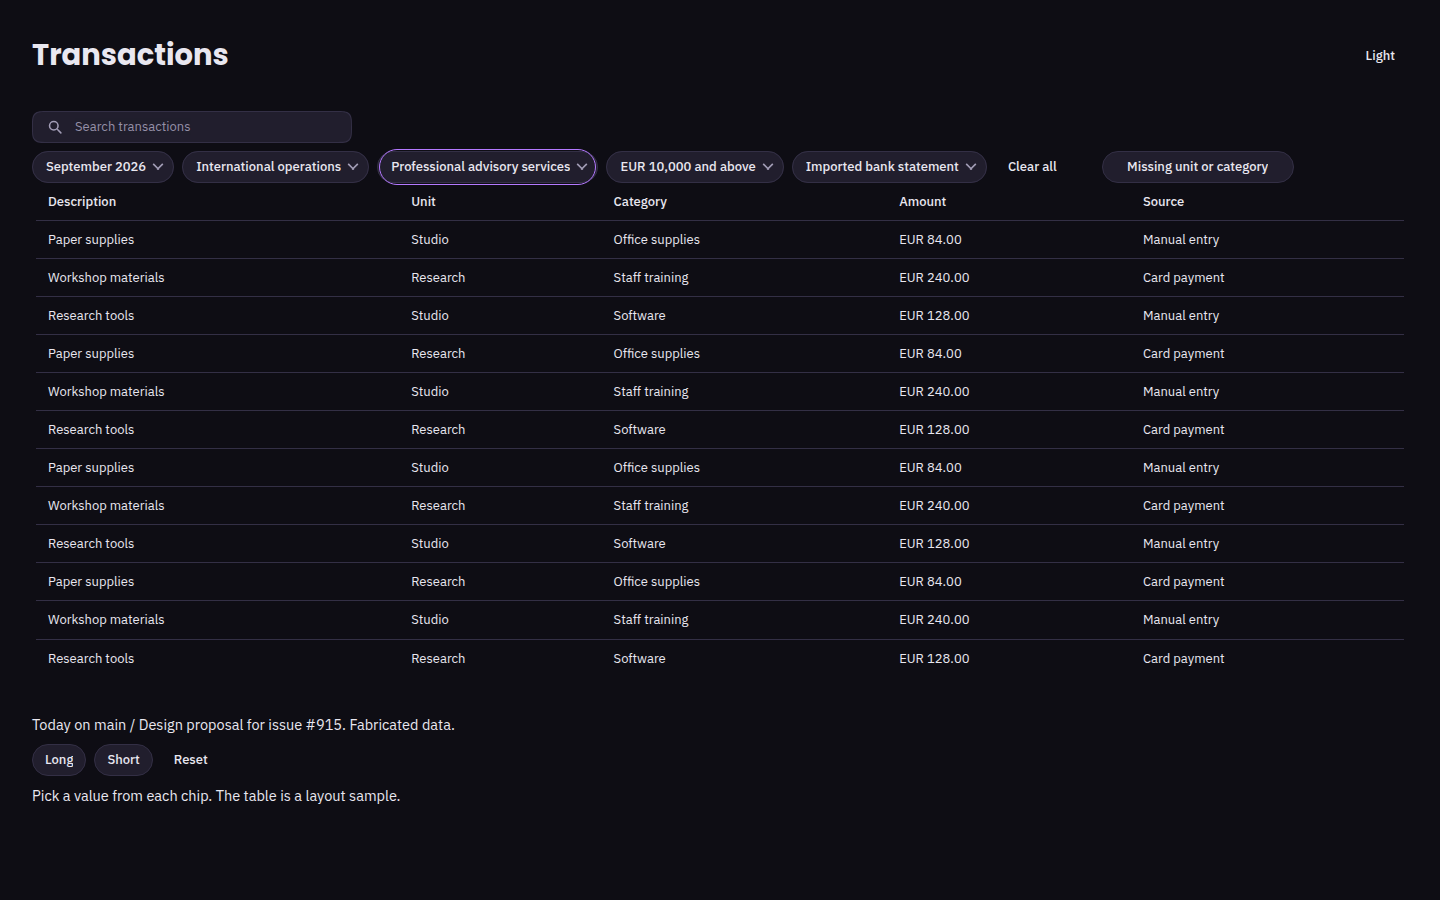 Transactions
Light
Search transactions
September 2026 International operations Professional advisory services EUR 10,000 and above Imported bank statement Clear all Missing unit or category
Description Unit Category Amount Source
Paper supplies Studio Office supplies EUR 84.00 Manual entry
Workshop materials Research Staff training EUR 240.00 Card payment
Research tools Studio Software EUR 128.00 Manual entry
Paper supplies Research Office supplies EUR 84.00 Card payment
Workshop materials Studio Staff training EUR 240.00 Manual entry
Research tools Research Software EUR 128.00 Card payment
Paper supplies Studio Office supplies EUR 84.00 Manual entry
Workshop materials Research Staff training EUR 240.00 Card payment
Research tools Studio Software EUR 128.00 Manual entry
Paper supplies Research Office supplies EUR 84.00 Card payment
Workshop materials Studio Staff training EUR 240.00 Manual entry
Research tools Research Software EUR 128.00 Card payment
Today on main / Design proposal for issue #915. Fabricated data.
Long Short Reset
Pick a value from each chip. The table is a layout sample.